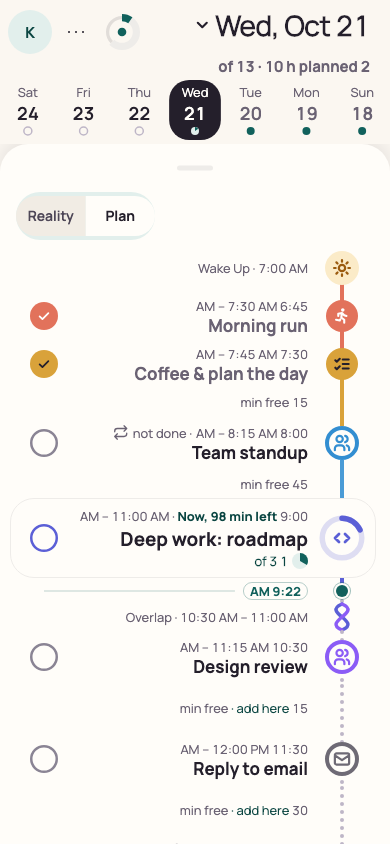 K ... Wed, Oct 21
of 13 · 10 h planned 2
Sat Fri Thu Wed Tue Mon Sun
24 23 22 21 20 19 18
Reality Plan
Wake Up · 7:00 AM
AM – 7:30 AM 6:45
Morning run
AM – 7:45 AM 7:30
Coffee & plan the day
min free 15
not done · AM – 8:15 AM 8:00
Team standup
min free 45
AM – 11:00 AM · Now, 98 min left 9:00
Deep work: roadmap
of 3 1
AM 9:22
Overlap · 10:30 AM – 11:00 AM
AM – 11:15 AM 10:30
Design review
min free · add here 15
AM – 12:00 PM 11:30
Reply to email
min free · add here 30